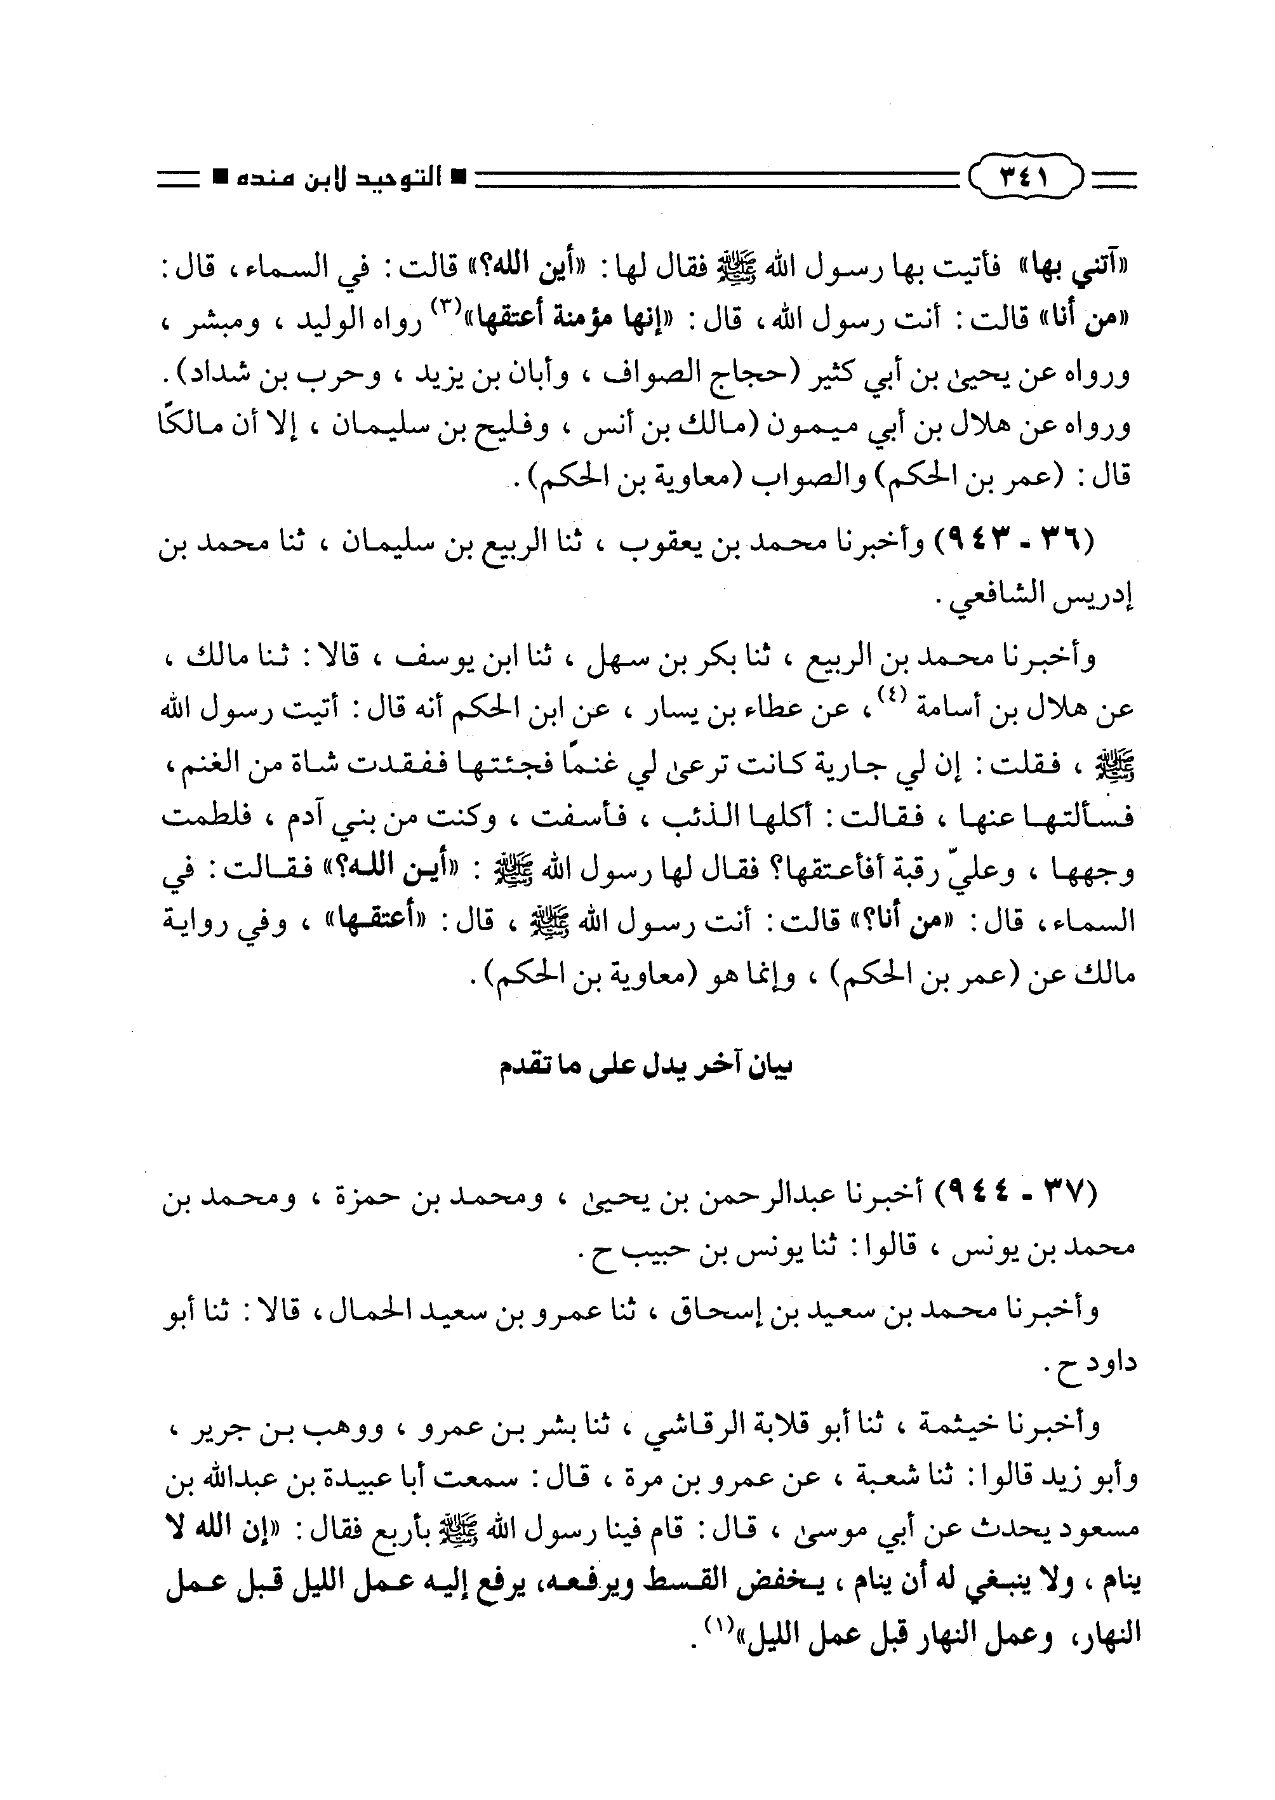 ٣٤١ ■ التوحيد لابن منده ■
«آتني بها» فأتيت بها رسول الله ﷺ فقال لها: «أين الله؟» قالت: في السماء، قال:
«من أنا» قالت: أنت رسول الله، قال: «إنها مؤمنة أعتقها»(٣) رواه الوليد، ومبشر،
ورواه عن يحيى بن أبي كثير (حجاج الصواف، وأبان بن يزيد، وحرب بن شداد).
ورواه عن هلال بن أبي ميمون (مالك بن أنس، وفليح بن سليمان، إلا أن مالكًا
قال: (عمر بن الحكم) والصواب (معاوية بن الحكم).
(٣٦ - ٩٤٣) وأخبرنا محمد بن يعقوب، ثنا الربيع بن سليمان، ثنا محمد بن
إدريس الشافعي.
وأخبرنا محمد بن الربيع، ثنا بكر بن سهل، ثنا ابن يوسف، قالا: ثنا مالك،
عن هلال بن أسامة (٤)، عن عطاء بن يسار، عن ابن الحكم أنه قال: أتيت رسول الله
ﷺ، فقلت: إن لي جارية كانت ترعى لي غنمًا فجئتها ففقدت شاة من الغنم،
فسألتها عنها، فقالت: أكلها الذئب، فأسفت، وكنت من بني آدم، فلطمت
وجهها، وعليّ رقبة أفأعتقها؟ فقال لها رسول الله ﷺ: «أين الله؟» فقالت: في
السماء، قال: «من أنا؟» قالت: أنت رسول الله ﷺ، قال: «أعتقها»، وفي رواية
مالك عن (عمر بن الحكم)، وإنما هو (معاوية بن الحكم).
بيان آخر يدل على ما تقدم
(٣٧ - ٩٤٤) أخبرنا عبدالرحمن بن يحيى، ومحمد بن حمزة، ومحمد بن
محمد بن يونس، قالوا: ثنا يونس بن حبيب ح.
وأخبرنا محمد بن سعيد بن إسحاق، ثنا عمرو بن سعيد الحمال، قالا: ثنا أبو
داود ح.
وأخبرنا خيثمة، ثنا أبو قلابة الرقاشي، ثنا بشر بن عمرو، ووهب بن جرير،
وأبو زيد قالوا: ثنا شعبة، عن عمرو بن مرة، قال: سمعت أبا عبيدة بن عبدالله بن
مسعود يحدث عن أبي موسى، قال: قام فينا رسول الله ﷺ بأربع فقال: «إن الله لا
ينام، ولا ينبغي له أن ينام، يخفض القسط ويرفعه، يرفع إليه عمل الليل قبل عمل
النهار، وعمل النهار قبل عمل الليل»(١).